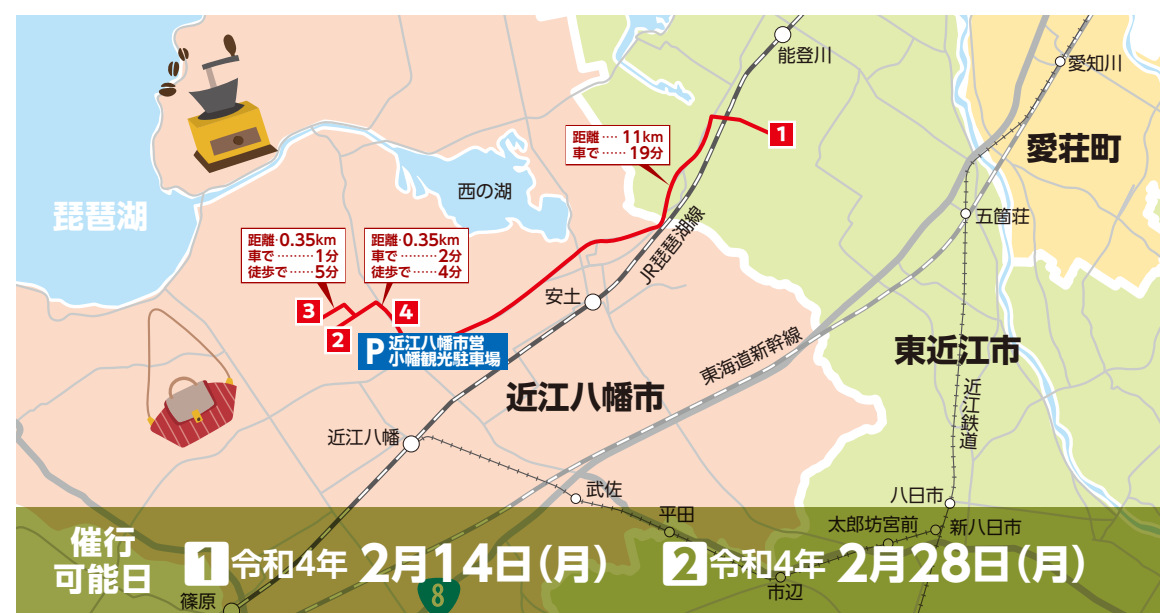 能登川
愛知川
1
距離‥‥11km
車で‥‥‥19分
愛荘町
西の湖
琵琶湖
五箇荘
JR琵琶湖線
距離・0.35km
車で………1分
徒歩で……5分
距離・0.35km
車で………2分
徒歩で……4分
安土
3
4
2
P 近江八幡市営
小幡観光駐車場
東海道新幹線
東近江市
近江八幡市
近江鉄道
近江八幡
武佐
八日市
平田
太郎坊宮前
新八日市
催行
可能日
1 令和4年 2月14日(月)
2 令和4年 2月28日(月)
市辺
篠原
8